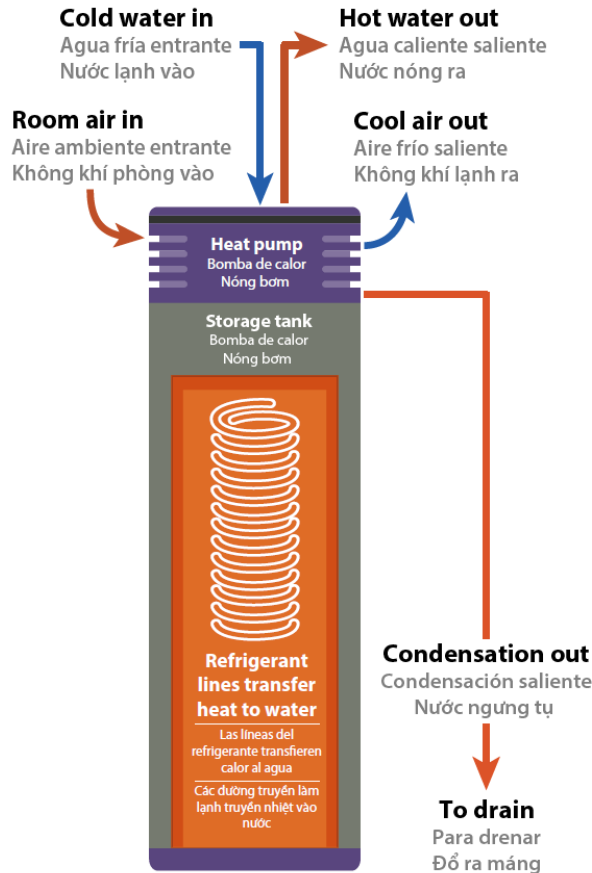 Cold water in
Agua fría entrante
Nước lạnh vào
Hot water out
Agua caliente saliente
Nước nóng ra
Room air in
Aire ambiente entrante
Không khí phòng vào
Cool air out
Aire frío saliente
Không khí lạnh ra
Heat pump
Bomba de calor
Nóng bơm
Storage tank
Bomba de calor
Nóng bơm
Refrigerant
lines transfer
heat to water
Las líneas del
refrigerante transfieren
calor al agua
Các dường truyền làm
lạnh truyền nhiệt vào
nước
Condensation out
Condensación saliente
Nước ngưng tụ
To drain
Para drenar
Đổ ra máng